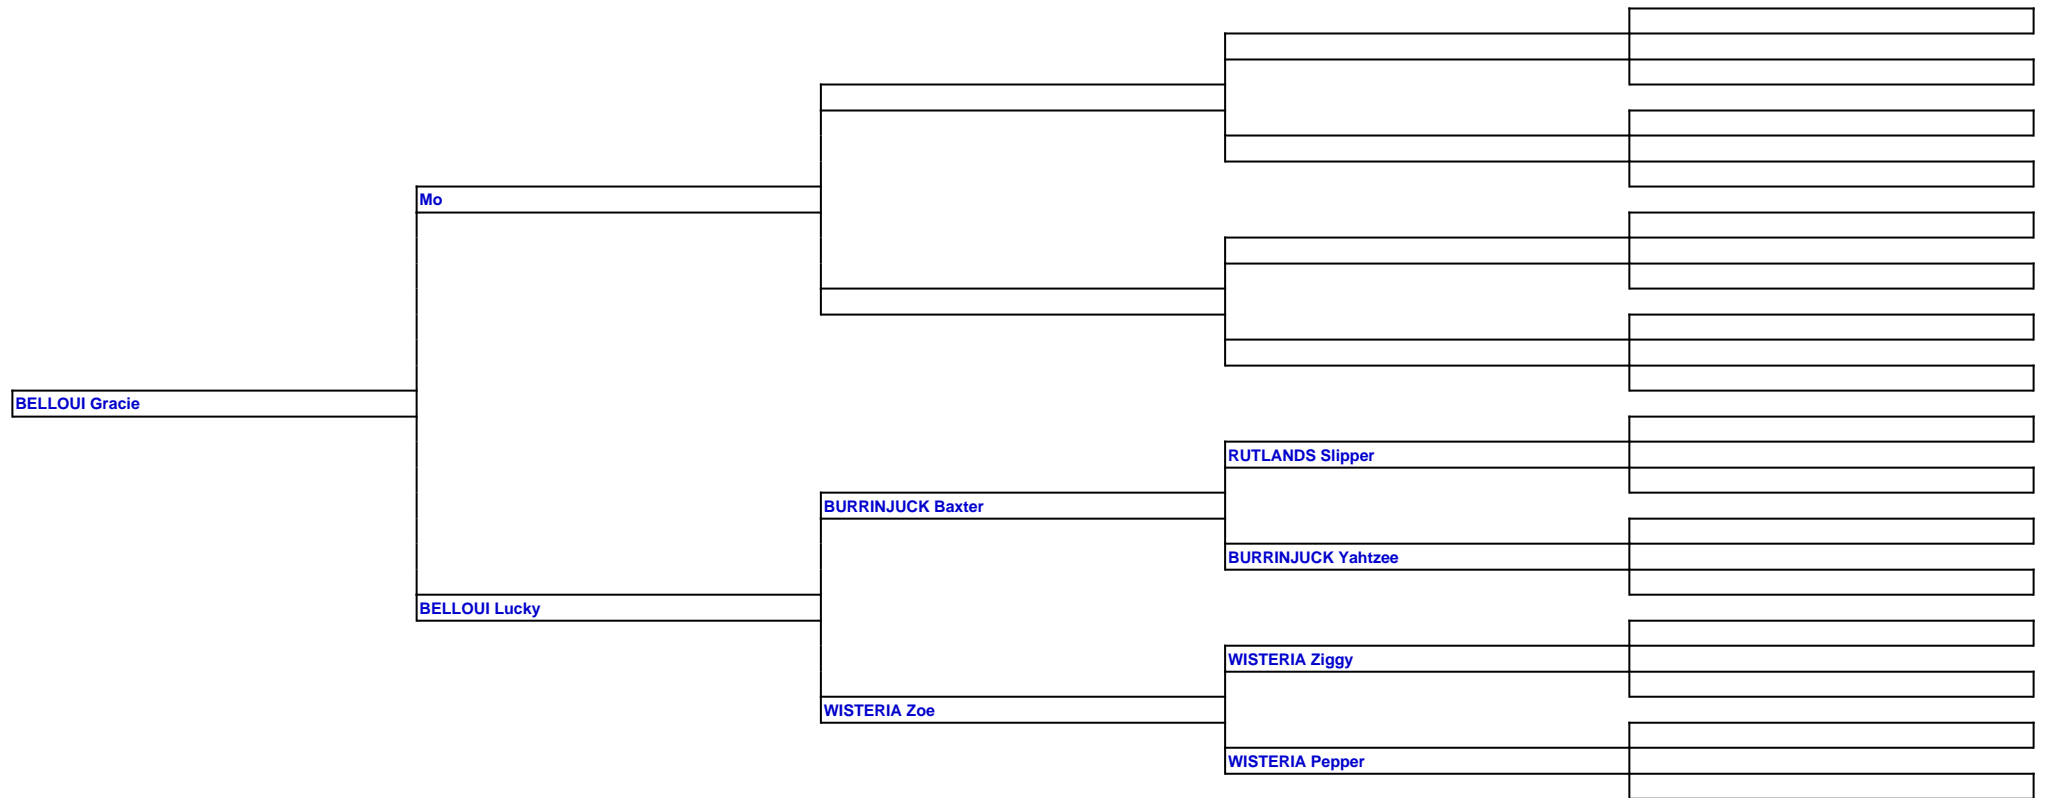 Mo
BELLOUI Gracie
RUTLANDS Slipper
BURRINJUCK Baxter
BURRINJUCK Yahtzee
BELLOUI Lucky
WISTERIA Ziggy
WISTERIA Zoe
WISTERIA Pepper